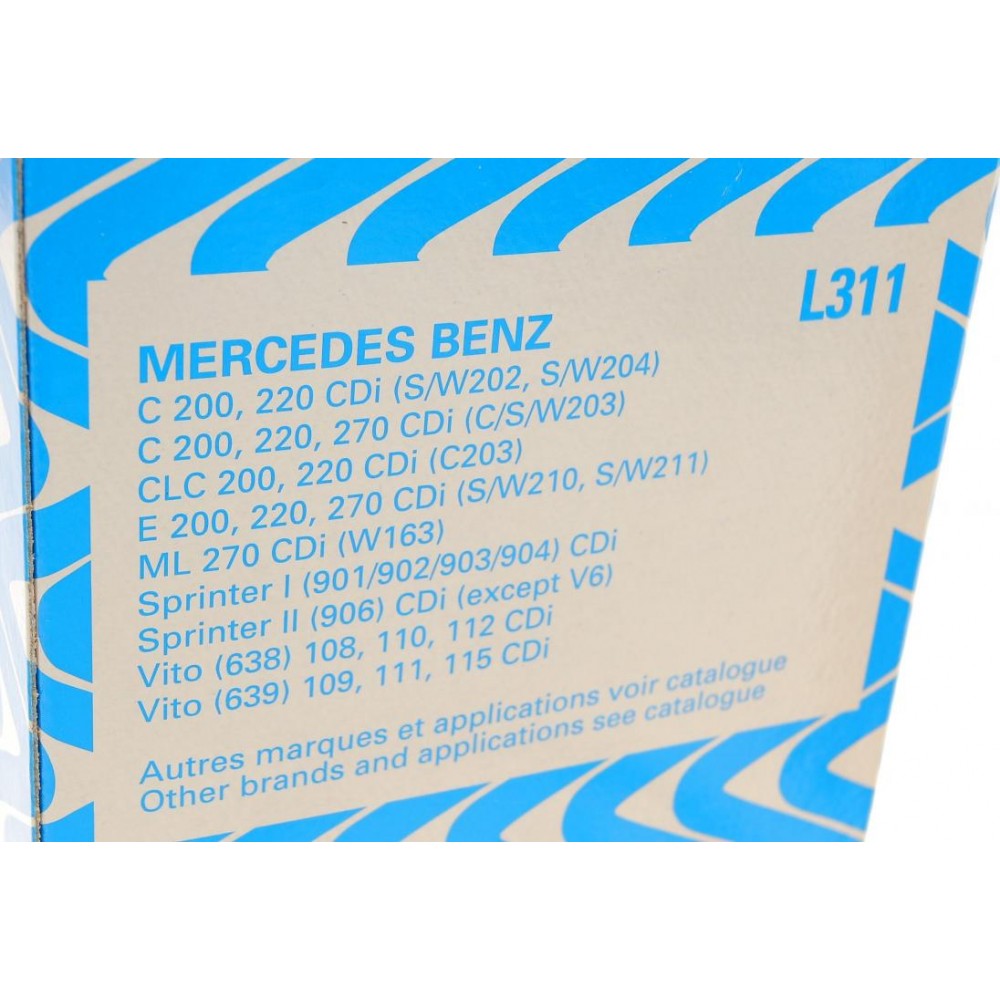 L311
MERCEDES BENZ
C 200, 220 CDi (S/W202, S/W204)
C 200, 220, 270 CDi (C/S/W203)
CLC 200, 220 CDi (C203)
E 200, 220, 270 CDi (S/W210, S/W211)
ML 270 CDi (W163)
Sprinter I (901/902/903/904) CDi
Sprinter II (906) CDi (except V6)
Vito (638) 108, 110, 112 CDi
Vito (639) 109, 111, 115 CDi
Autres marques et applications voir catalogue
Other brands and applications see catalogue